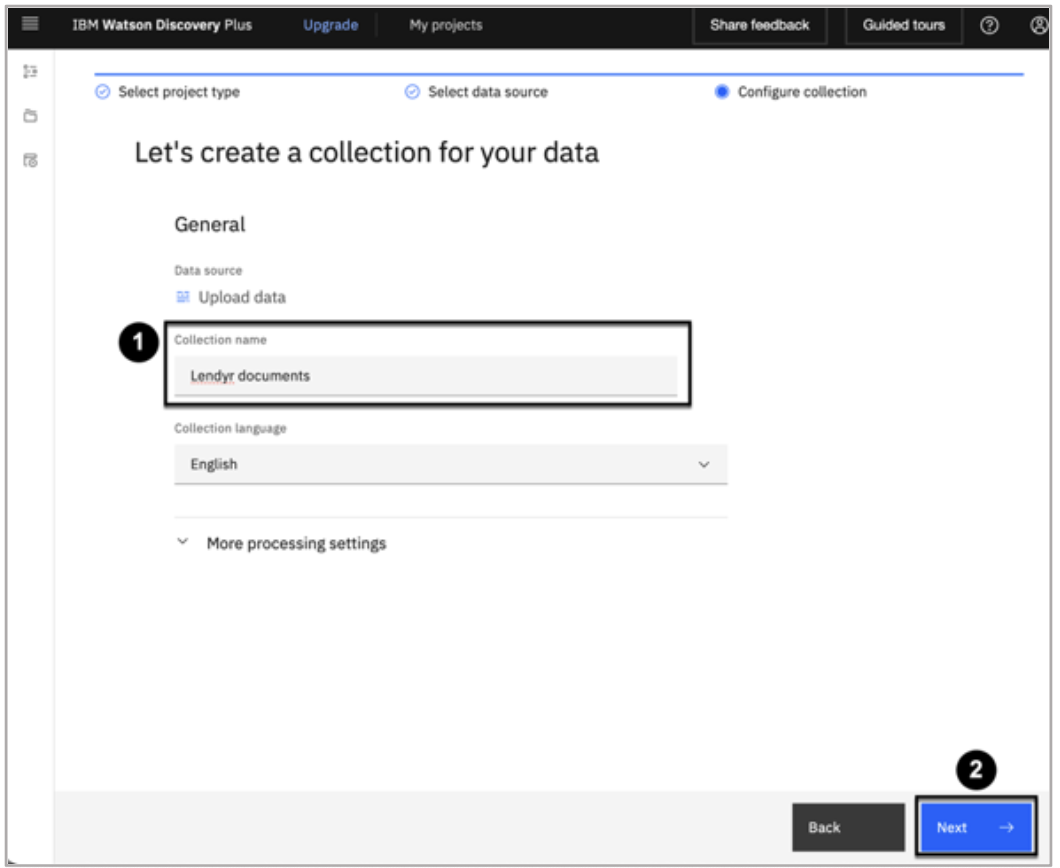 IBM Watson Discovery Plus Upgrade My projects Share feedback Guided tours
Select project type Select data source Configure collection
Let's create a collection for your data
General
Data source
Upload data
1
Collection name
Lendyr documents
Collection language
English
More processing settings
2
Back Next